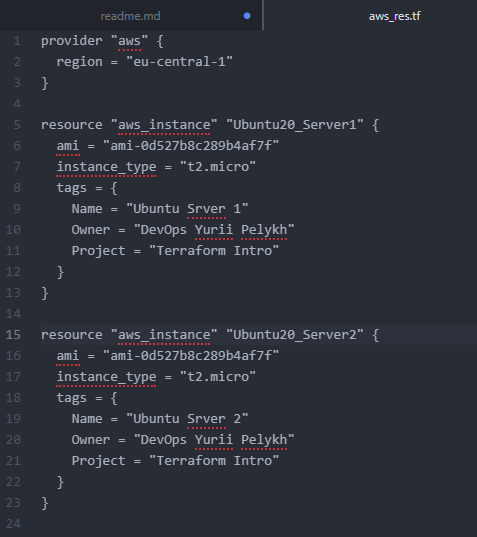 readme.md
aws_res.tf
1 provider "aws" {
2   region = "eu-central-1"
3 }
4
5 resource "aws_instance" "Ubuntu20_Server1" {
6   ami = "ami-0d527b8c289b4af7f"
7   instance_type = "t2.micro"
8   tags = {
9     Name = "Ubuntu Srver 1"
10     Owner = "DevOps Yurii Pelykh"
11     Project = "Terraform Intro"
12   }
13 }
14
15 resource "aws_instance" "Ubuntu20_Server2" {
16   ami = "ami-0d527b8c289b4af7f"
17   instance_type = "t2.micro"
18   tags = {
19     Name = "Ubuntu Srver 2"
20     Owner = "DevOps Yurii Pelykh"
21     Project = "Terraform Intro"
22   }
23 }
24